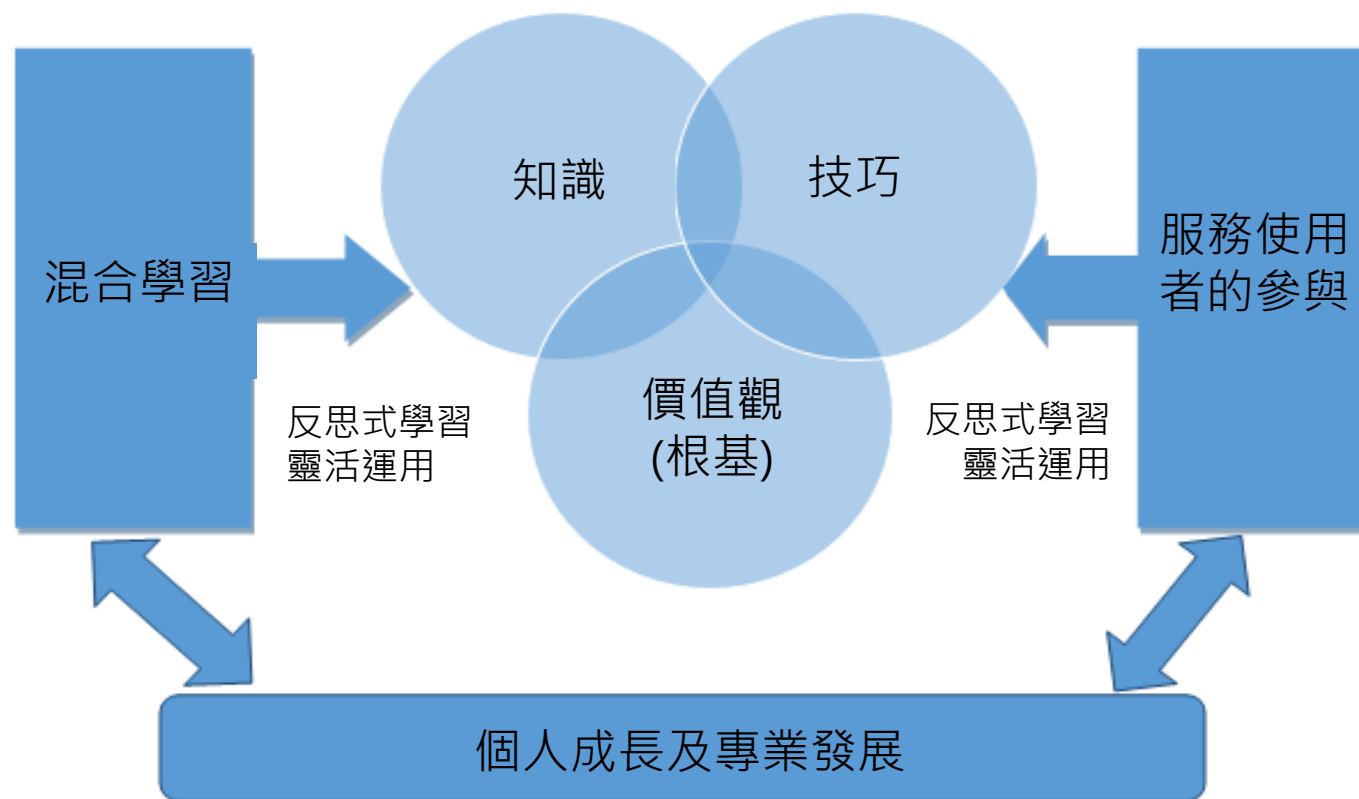 知識
技巧
混合學習
服務使用
者的參與
價值觀
(根基)
反思式學習
靈活運用
反思式學習
靈活運用
個人成長及專業發展